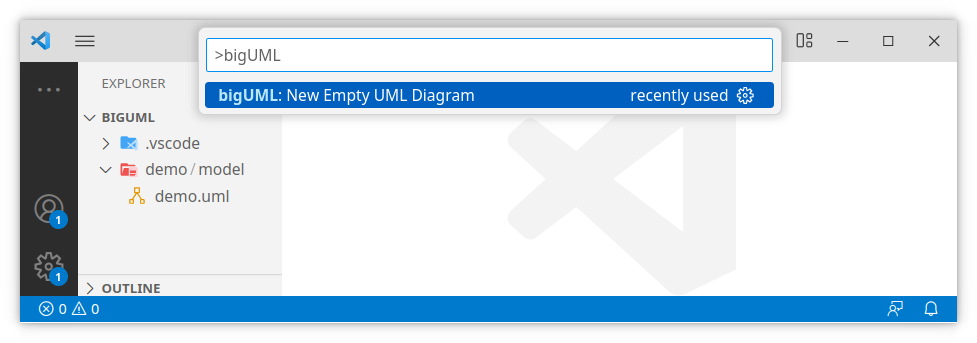 >bigUML
bigUML: New Empty UML Diagram recently used
EXPLORER
BIGUML
.vscode
demo / model
demo.uml
1
1
OUTLINE
0 0